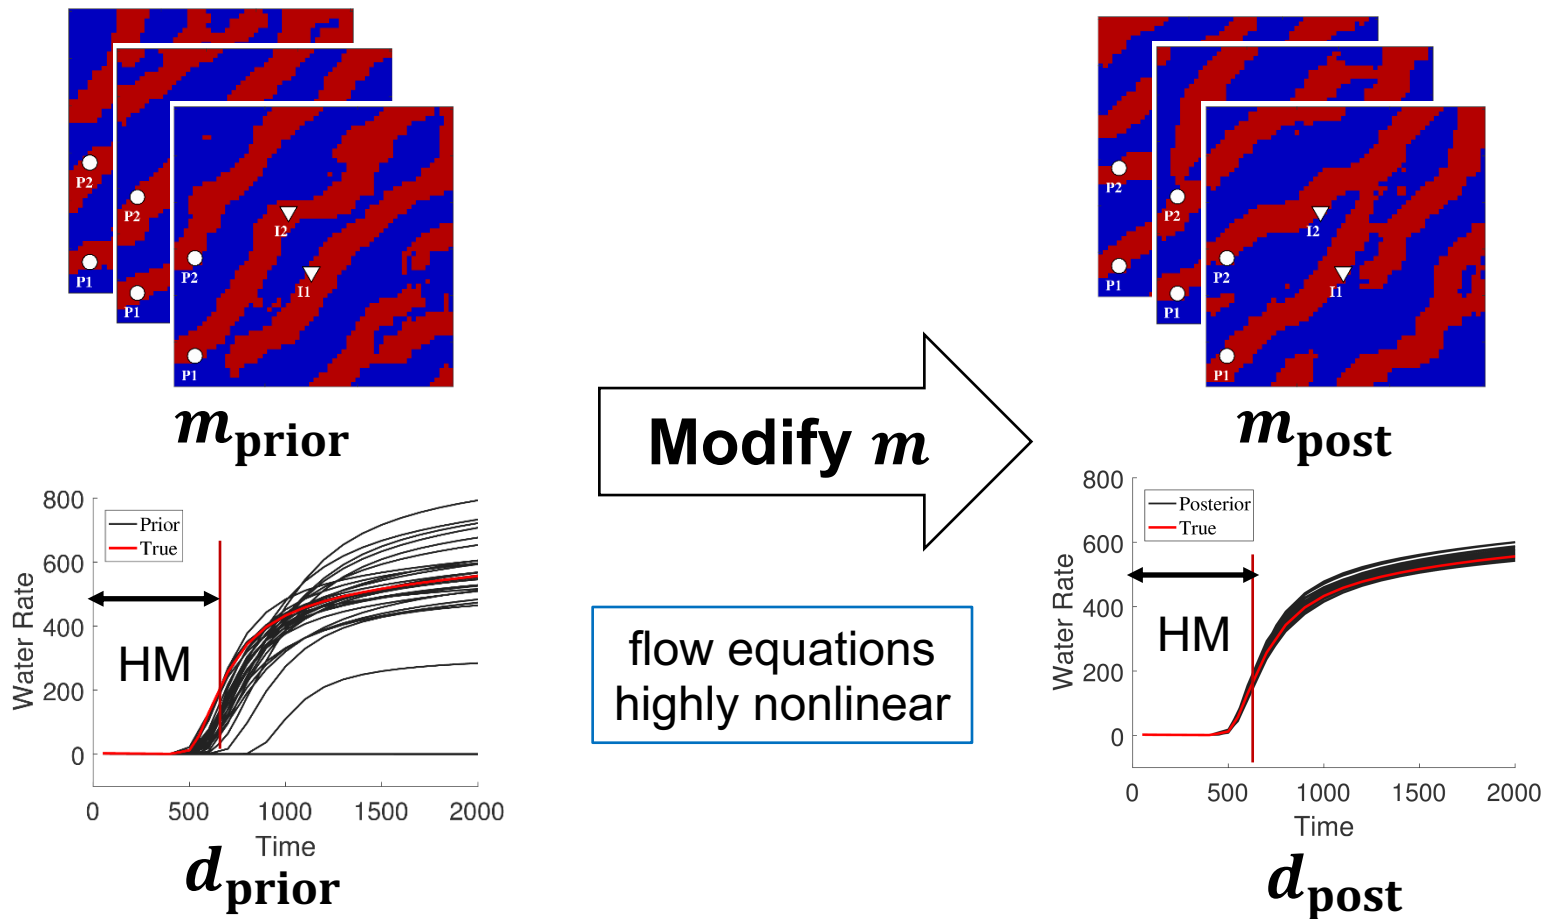 P2
P1
P2
P1
I2
P2
I1
P1
m_prior
800
600
400
200
0
Water Rate
Prior
True
HM
0 500 1000 1500 2000
Time
d_prior
Modify m
flow equations
highly nonlinear
P2
P1
P2
P1
I2
P2
I1
P1
m_post
800
600
400
200
0
Water Rate
Posterior
True
HM
0 500 1000 1500 2000
Time
d_post